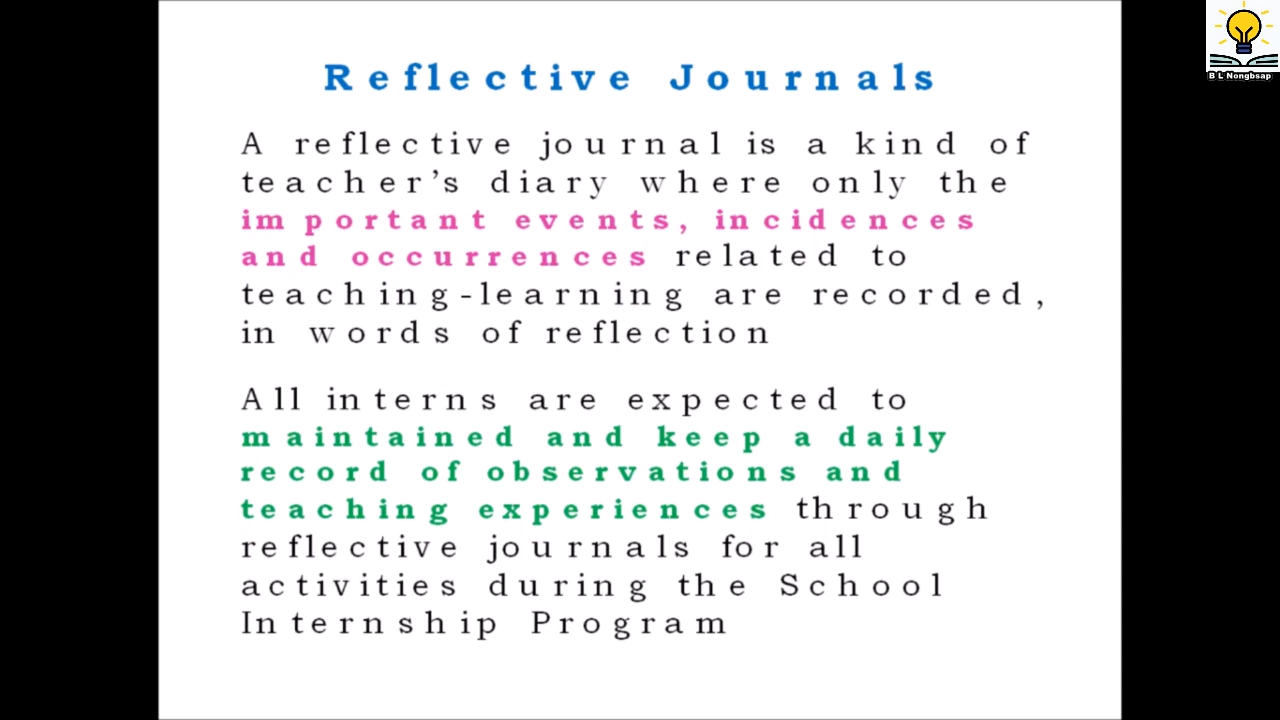 Reflective Journals
A reflective journal is a kind of
teacher’s diary where only the
important events, incidences
and occurrences related to
teaching-learning are recorded,
in words of reflection
All interns are expected to
maintained and keep a daily
record of observations and
teaching experiences through
reflective journals for all
activities during the School
Internship Program
B L Nongbsap